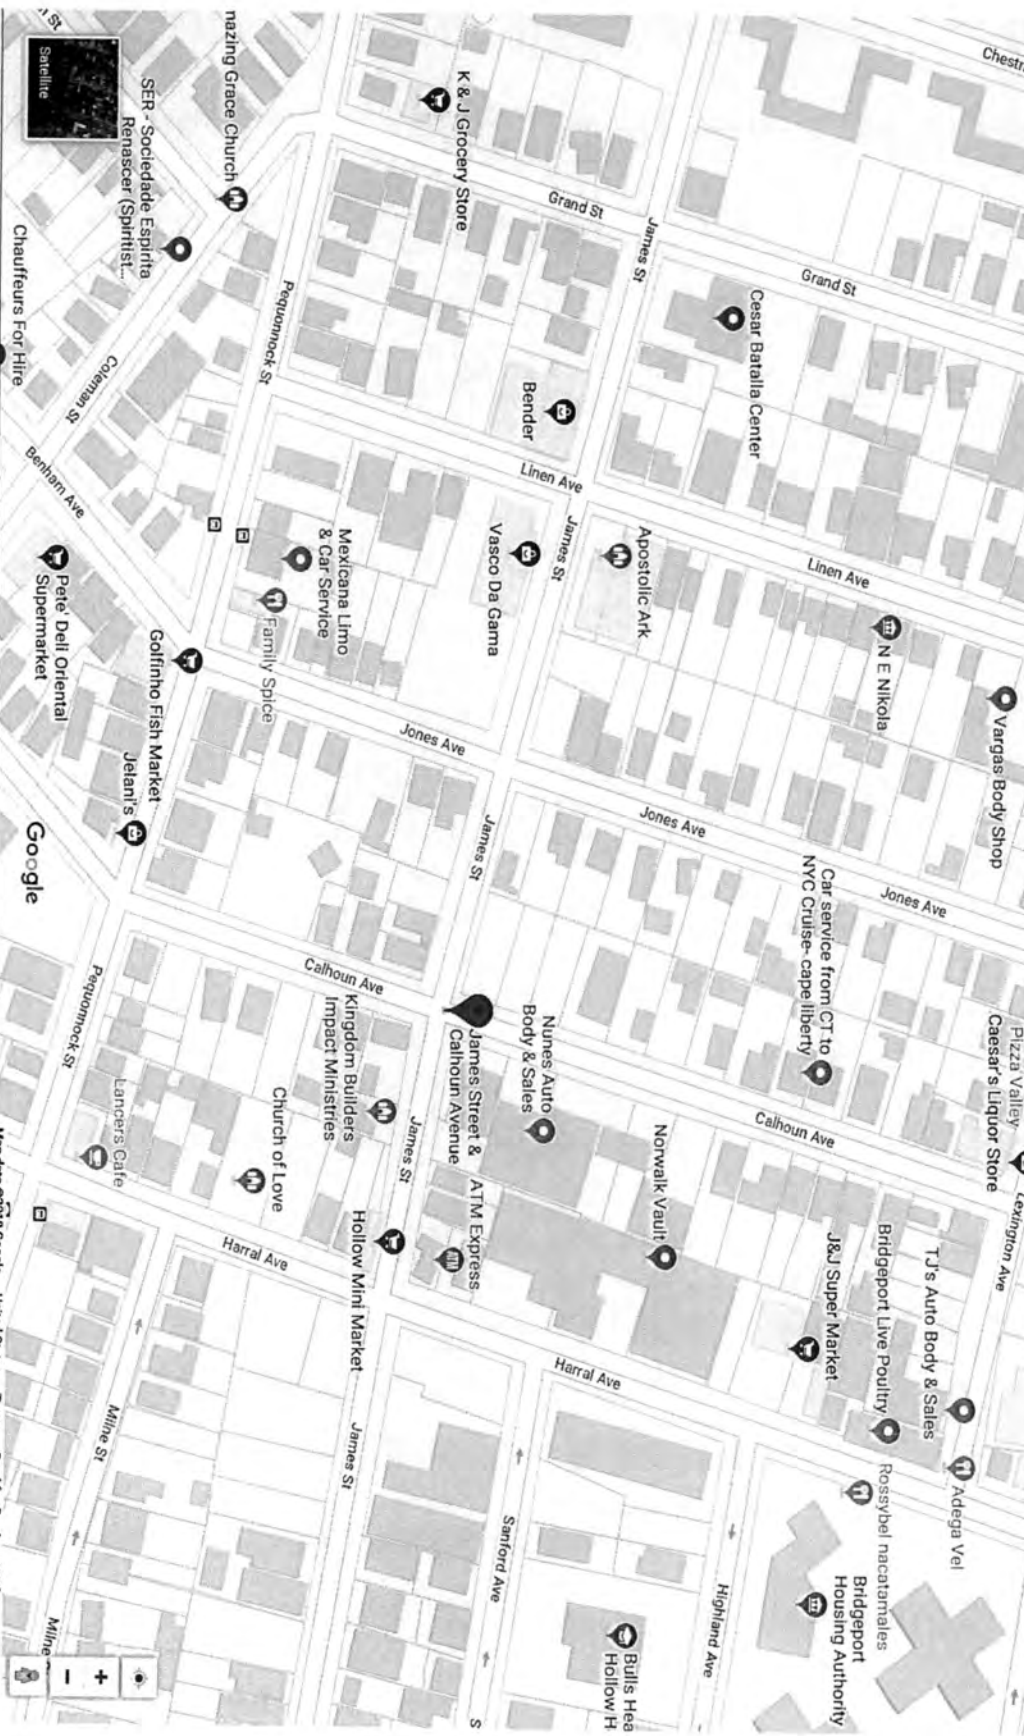 Chestn
Grand St
Grand St
James St
K & J Grocery Store
Cesar Batalla Center
Bender
Satellite
mazing Grace Church
SER - Sociedade Espirita
Renascer (Spiritist...
Chauffeurs For Hire
Coleman St
Benham Ave
Pequonnock St
Linen Ave
Linen Ave
James St
Apostolic Ark
N E Nikola
Vargas Body Shop
Vasco Da Gama
Mexicana Limo
& Car Service
Family Spice
Golfinho Fish Market
Pete' Deli Oriental
Supermarket
Jelani's
Jones Ave
Jones Ave
Jones Ave
James St
Car service from CT to
NYC Cruise- cape liberty
Pizza Valley
Caesar's Liquor Store
Google
Calhoun Ave
Calhoun Ave
Lexington Ave
Nunes Auto
Body & Sales
James Street &
Calhoun Avenue
Kingdom Builders
Impact Ministries
Church of Love
Lancers Cafe
Pequonnock St
James St
ATM Express
ATM
Norwalk Vault
Hollow Mini Market
J&J Super Market
Bridgeport Live Poultry
TJ's Auto Body & Sales
Adega Vel
Rossybel nacatamales
Bridgeport
Housing Authority
Harral Ave
Harral Ave
James St
Milne St
Milne
Sanford Ave
Highland Ave
Bulls Hea
Hollow H
S
+
−